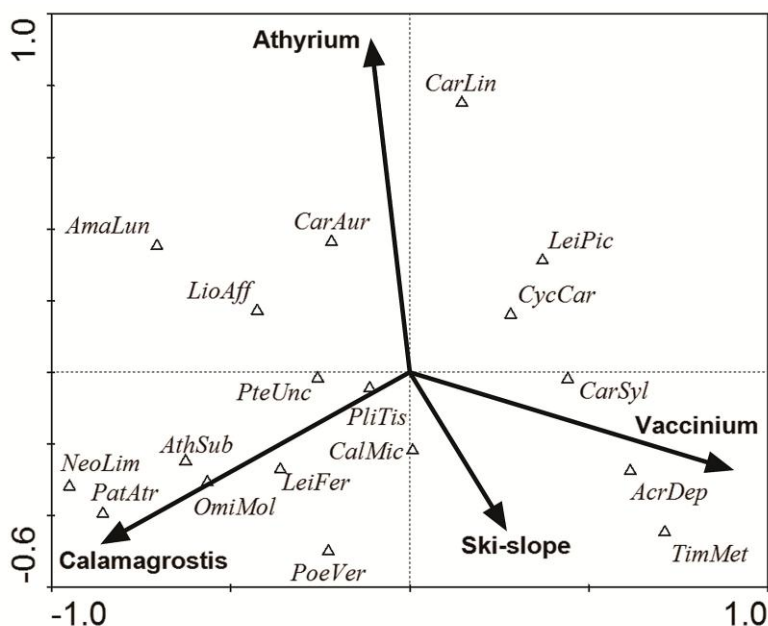 1.0
Athyrium
CarLin
AmaLun
CarAur
LeiPic
LioAff
CycCar
PteUnc
PliTis
CarSyl
Vaccinium
CalMic
AthSub
NeoLim
LeiFer
AcrDep
PatAtr
OmiMol
Ski-slope
Calamagrostis
PoeVer
TimMet
-0.6
-1.0
1.0